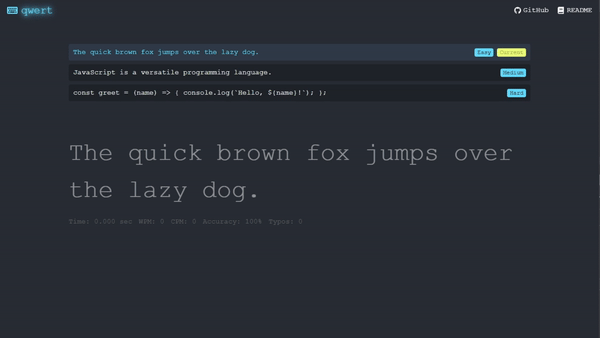 qwert
GitHub README
The quick brown fox jumps over the lazy dog. Easy Current
JavaScript is a versatile programming language. Medium
const greet = (name) => { console.log('Hello, ${name}!'); }; Hard
The quick brown fox jumps over
the lazy dog.
Time: 0.000 sec WPM: 0 CPM: 0 Accuracy: 100% Typos: 0